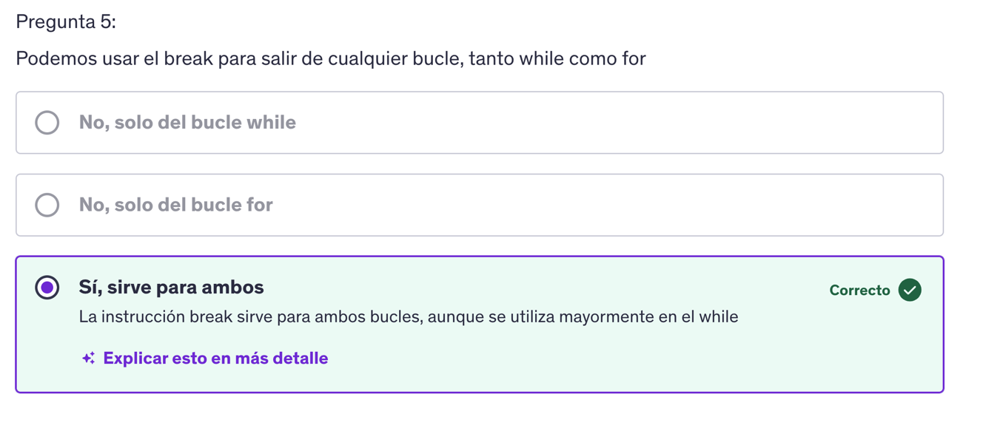 Pregunta 5:
Podemos usar el break para salir de cualquier bucle, tanto while como for
No, solo del bucle while
No, solo del bucle for
Sí, sirve para ambos
Correcto
La instrucción break sirve para ambos bucles, aunque se utiliza mayormente en el while
Explicar esto en más detalle